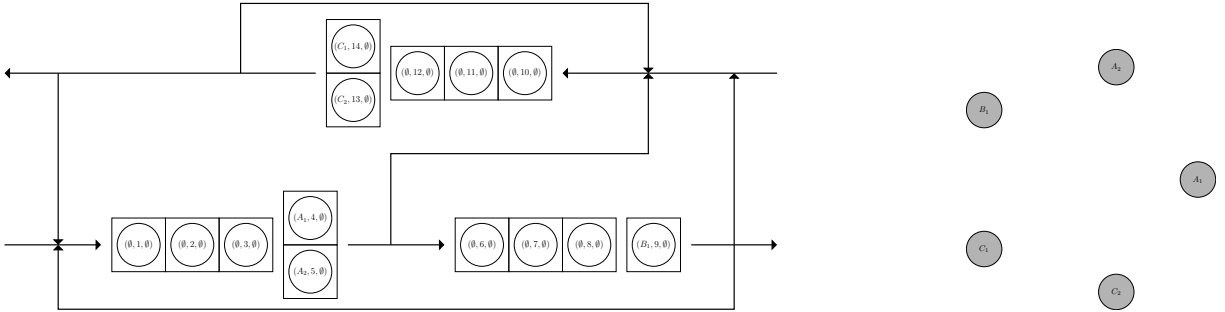 (C₁, 14, ∅)
(∅, 12, ∅) (∅, 11, ∅) (∅, 10, ∅)
(C₂, 13, ∅)
(A₁, 4, ∅)
(∅, 1, ∅) (∅, 2, ∅) (∅, 3, ∅)
(A₂, 5, ∅)
(∅, 6, ∅) (∅, 7, ∅) (∅, 8, ∅) (B₁, 9, ∅)
A₂
B₁
A₁
C₁
C₂